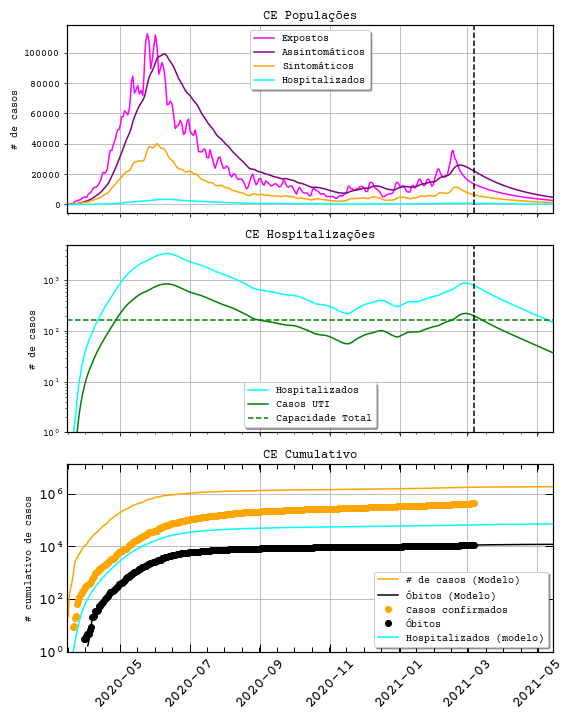 CE Populações
# de casos
100000
80000
60000
40000
20000
0
Expostos
Assintomáticos
Sintomáticos
Hospitalizados
CE Hospitalizações
# de casos
10³
10²
10¹
10⁰
Hospitalizados
Casos UTI
Capacidade Total
CE Cumulativo
# cumulativo de casos
10⁶
10⁴
10²
10⁰
# de casos (Modelo)
Óbitos (Modelo)
Casos confirmados
Óbitos
Hospitalizados (modelo)
2020-05
2020-07
2020-09
2020-11
2021-01
2021-03
2021-05